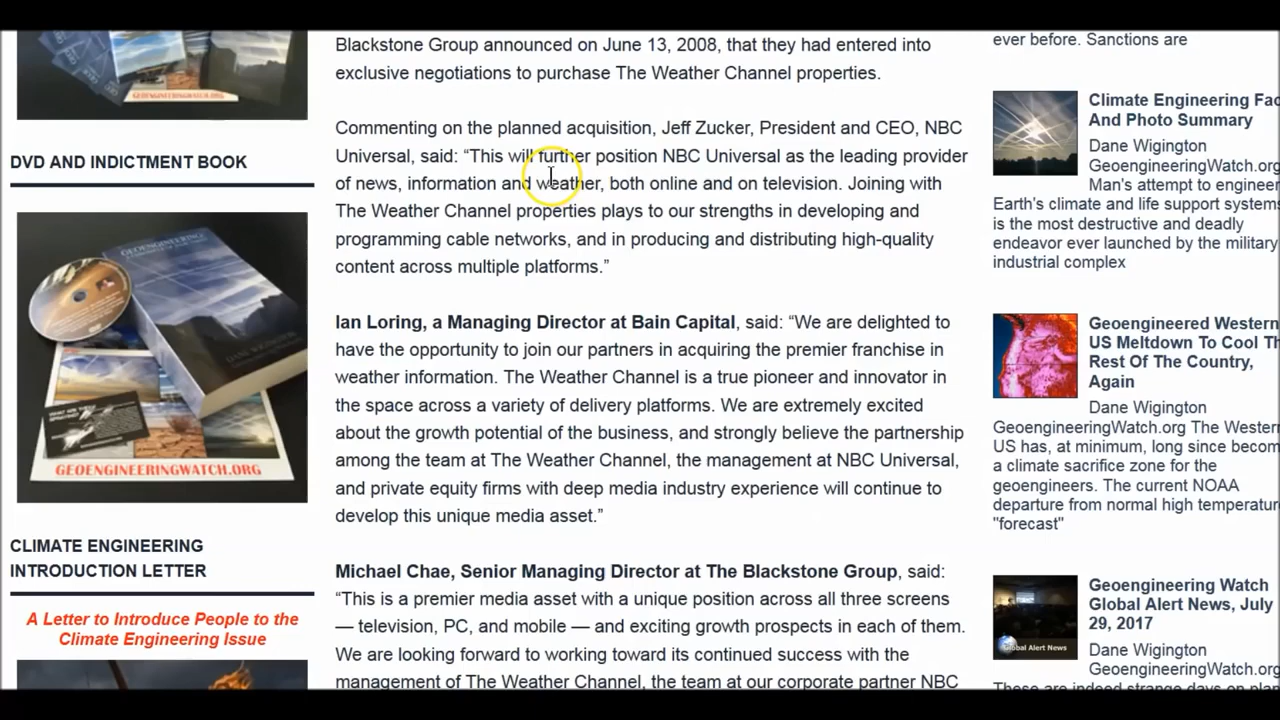 GEOENGINEERINGWATCH.ORG
DVD AND INDICTMENT BOOK
GEOENGINEERING
DANE WIGINGTON
GEOENGINEERINGWATCH.ORG
CLIMATE ENGINEERING
INTRODUCTION LETTER
A Letter to Introduce People to the
Climate Engineering Issue
Blackstone Group announced on June 13, 2008, that they had entered into
exclusive negotiations to purchase The Weather Channel properties.
Commenting on the planned acquisition, Jeff Zucker, President and CEO, NBC
Universal, said: “This will further position NBC Universal as the leading provider
of news, information and weather, both online and on television. Joining with
The Weather Channel properties plays to our strengths in developing and
programming cable networks, and in producing and distributing high-quality
content across multiple platforms.”
Ian Loring, a Managing Director at Bain Capital, said: “We are delighted to
have the opportunity to join our partners in acquiring the premier franchise in
weather information. The Weather Channel is a true pioneer and innovator in
the space across a variety of delivery platforms. We are extremely excited
about the growth potential of the business, and strongly believe the partnership
among the team at The Weather Channel, the management at NBC Universal,
and private equity firms with deep media industry experience will continue to
develop this unique media asset.”
Michael Chae, Senior Managing Director at The Blackstone Group, said:
“This is a premier media asset with a unique position across all three screens
— television, PC, and mobile — and exciting growth prospects in each of them.
We are looking forward to working toward its continued success with the
management of The Weather Channel, the team at our corporate partner NBC
ever before. Sanctions are
Climate Engineering Fac
And Photo Summary
Dane Wigington
GeoengineeringWatch.org
Man's attempt to engineer
Earth's climate and life support systems
is the most destructive and deadly
endeavor ever launched by the military
industrial complex
Geoengineered Western
US Meltdown To Cool Th
Rest Of The Country,
Again
Dane Wigington
GeoengineeringWatch.org The Western
US has, at minimum, long since becom
a climate sacrifice zone for the
geoengineers. The current NOAA
departure from normal high temperature
"forecast"
Geoengineering Watch
Global Alert News, July
29, 2017
Global Alert News
Dane Wigington
GeoengineeringWatch.org
These are indeed strange days on plan